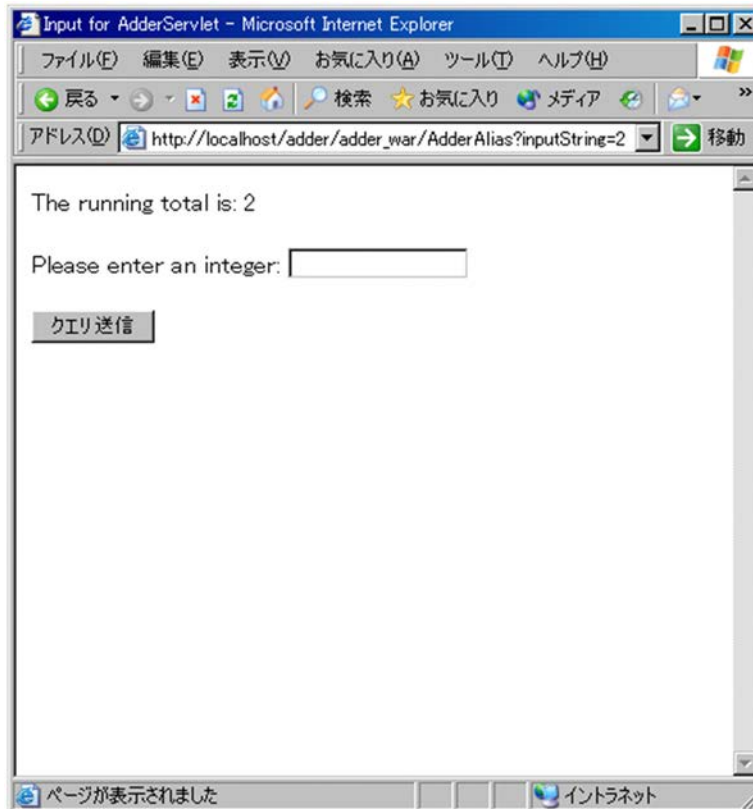 Input for AdderServlet - Microsoft Internet Explorer
ファイル(F) 編集(E) 表示(V) お気に入り(A) ツール(T) ヘルプ(H)
戻る 検索 お気に入り メディア »
アドレス(D) http://localhost/adder/adder_war/AdderAlias?inputString=2 移動
The running total is: 2
Please enter an integer:
クエリ送信
ページが表示されました イントラネット